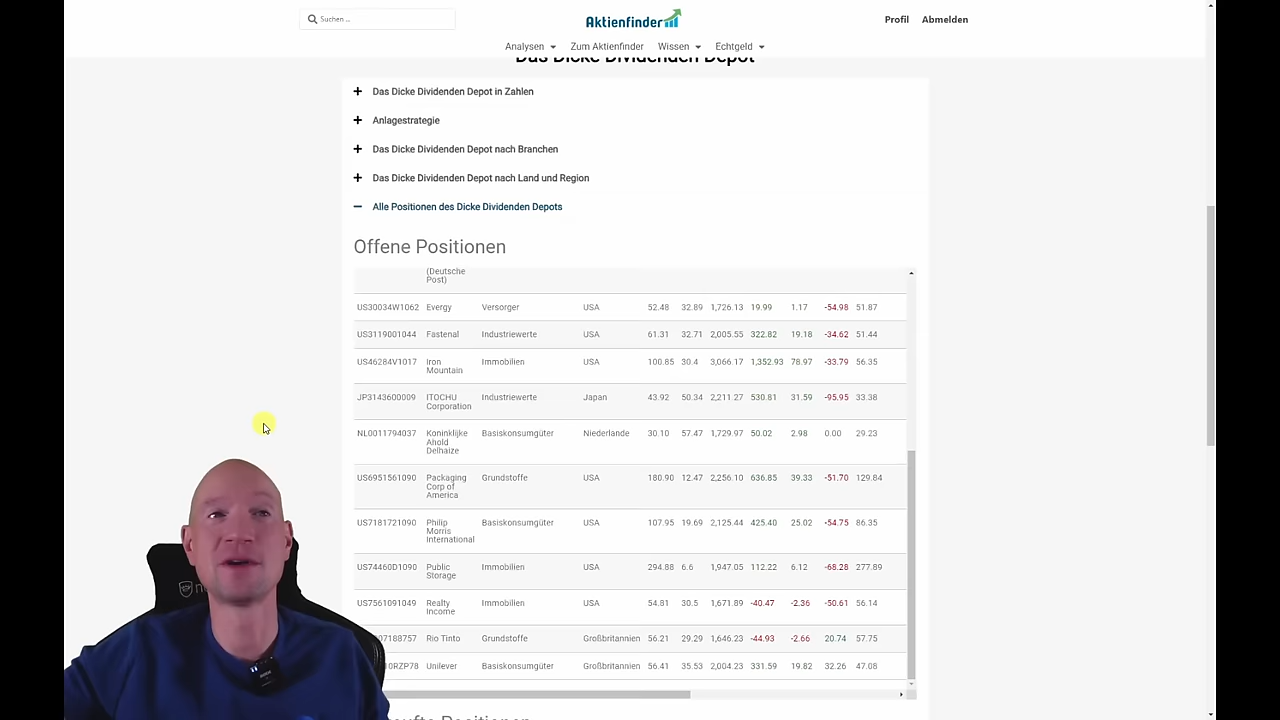 Suchen ...
Aktienfinder
Profil Abmelden
Analysen Zum Aktienfinder Wissen Echtgeld
Das Dicke Dividenden Depot
Das Dicke Dividenden Depot in Zahlen
Anlagestrategie
Das Dicke Dividenden Depot nach Branchen
Das Dicke Dividenden Depot nach Land und Region
Alle Positionen des Dicke Dividenden Depots
Offene Positionen
(Deutsche
Post)
US30034W1062 Evergy Versorger USA 52.48 32.89 1,726.13 19.99 1.17 -54.98 51.87
US3119001044 Fastenal Industriewerte USA 61.31 32.71 2,005.55 322.82 19.18 -34.62 51.44
US46284V1017 Iron Immobilien USA 100.85 30.4 3,066.17 1,352.93 78.97 -33.79 56.35
Mountain
JP3143600009 ITOCHU Industriewerte Japan 43.92 50.34 2,211.27 530.81 31.59 -95.95 33.38
Corporation
NL0011794037 Koninklijke Basiskonsumgüter Niederlande 30.10 57.47 1,729.97 50.02 2.98 0.00 29.23
Ahold
Delhaize
US6951561090 Packaging Grundstoffe USA 180.90 12.47 2,256.10 636.85 39.33 -51.70 129.84
Corp of
America
US7181721090 Philip Basiskonsumgüter USA 107.95 19.69 2,125.44 425.40 25.02 -54.75 86.35
Morris
International
US74460D1090 Public Immobilien USA 294.88 6.6 1,947.05 112.22 6.12 -68.28 277.89
Storage
US7561091049 Realty Immobilien USA 54.81 30.5 1,671.89 -40.47 -2.36 -50.61 56.14
Income
07188757 Rio Tinto Grundstoffe Großbritannien 56.21 29.29 1,646.23 -44.93 -2.66 20.74 57.75
0RZP78 Unilever Basiskonsumgüter Großbritannien 56.41 35.53 2,004.23 331.59 19.82 32.26 47.08
Positionen